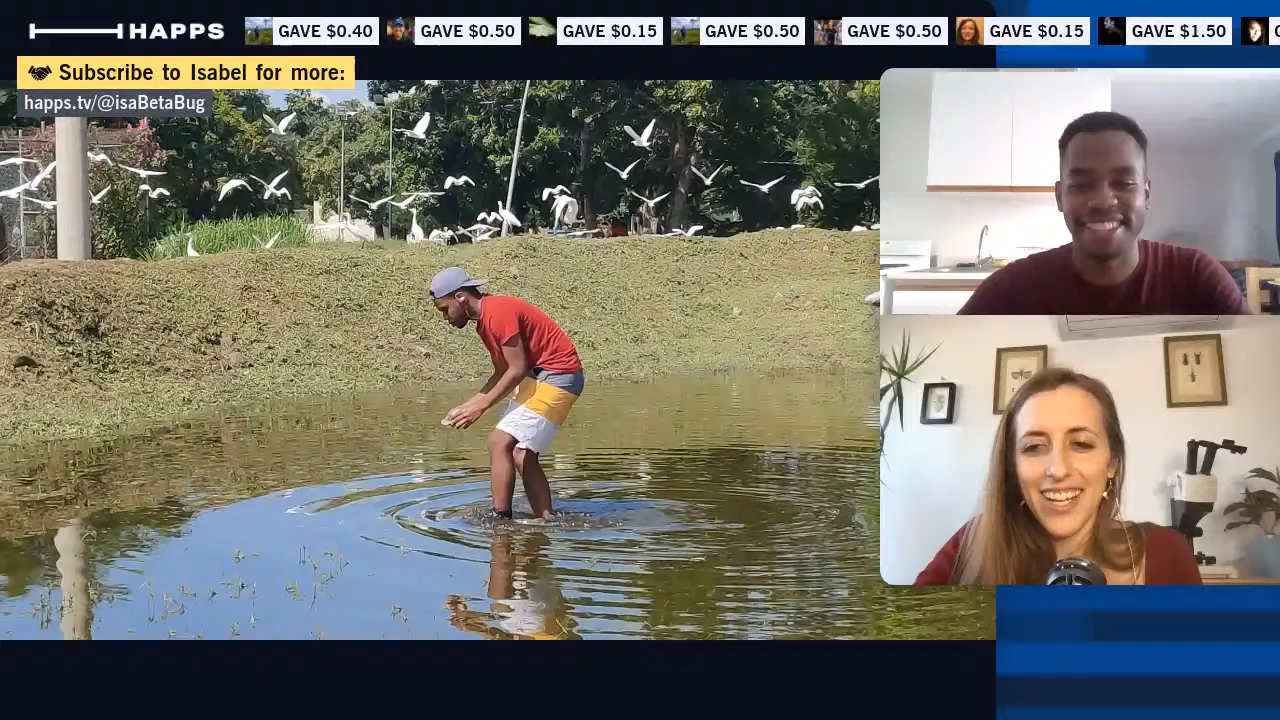 HAPPS
GAVE $0.40
GAVE $0.50
GAVE $0.15
GAVE $0.50
GAVE $0.50
GAVE $0.15
GAVE $1.50
Subscribe to Isabel for more:
happs.tv/@isaBetaBug